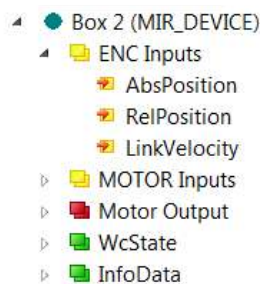 Box 2 (MIR_DEVICE)
ENC Inputs
AbsPosition
RelPosition
LinkVelocity
MOTOR Inputs
Motor Output
WcState
InfoData